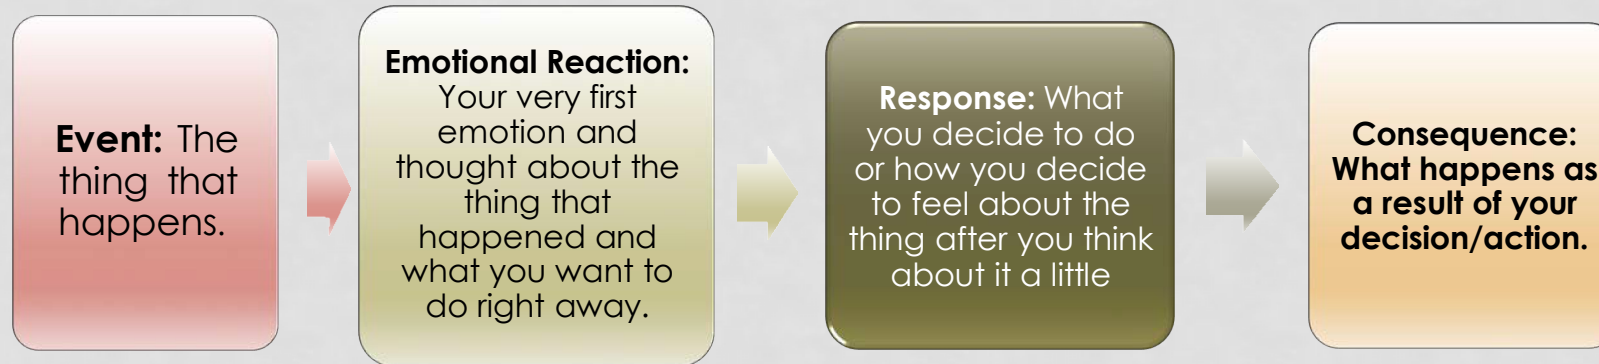 Event: The
thing that
happens.
Emotional Reaction:
Your very first
emotion and
thought about the
thing that
happened and
what you want to
do right away.
Response: What
you decide to do
or how you decide
to feel about the
thing after you think
about it a little
Consequence:
What happens as
a result of your
decision/action.